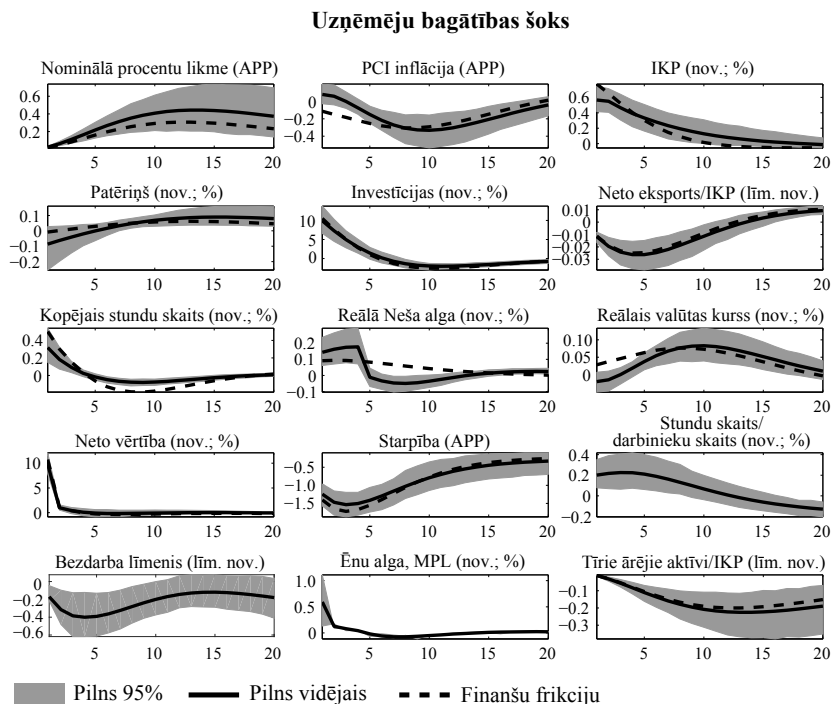 Uzņēmēju bagātības šoks
Nominālā procentu likme (APP)
0.6
0.4
0.2
5 10 15 20
PCI inflācija (APP)
0
−0.2
−0.4
5 10 15 20
IKP (nov.; %)
0.6
0.4
0.2
0
5 10 15 20
Patēriņš (nov.; %)
0.1
0
−0.1
−0.2
5 10 15 20
Investīcijas (nov.; %)
10
5
0
5 10 15 20
Neto eksports/IKP (līm. nov.)
0.01
0
−0.01
−0.02
−0.03
5 10 15 20
Kopējais stundu skaits (nov.; %)
0.4
0.2
0
5 10 15 20
Reālā Neša alga (nov.; %)
0.2
0.1
0
−0.1
5 10 15 20
Reālais valūtas kurss (nov.; %)
0.10
0.05
0
−0.05
5 10 15 20
Neto vērtība (nov.; %)
10
5
0
5 10 15 20
Starpība (APP)
−0.5
−1.0
−1.5
5 10 15 20
Stundu skaits/
darbinieku skaits (nov.; %)
0.4
0.2
0
−0.2
5 10 15 20
Bezdarba līmenis (līm. nov.)
0
−0.2
−0.4
−0.6
5 10 15 20
Ēnu alga, MPL (nov.; %)
1.0
0.5
0
5 10 15 20
Tīrie ārējie aktīvi/IKP (līm. nov.)
−0.1
−0.2
−0.3
5 10 15 20
Pilns 95% Pilns vidējais Finanšu frikciju